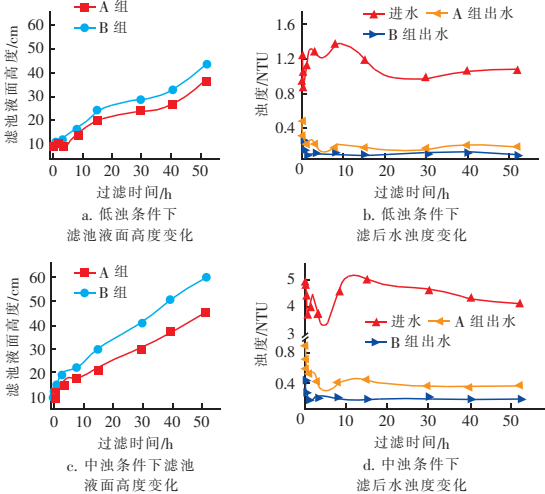 A 组
B 组
滤池液面高度/cm
60
50
40
30
20
10
0
10
20
30
40
50
过滤时间/h
a. 低浊条件下
滤池液面高度变化
进水
A 组出水
B 组出水
浊度/NTU
1.6
1.2
0.8
0.4
0
10
20
30
40
50
过滤时间/h
b. 低浊条件下
滤后水浊度变化
A 组
B 组
滤池液面高度/cm
60
50
40
30
20
10
0
10
20
30
40
50
过滤时间/h
c. 中浊条件下滤池
液面高度变化
进水
A 组出水
B 组出水
浊度/NTU
5
4
3
0.8
0.4
0
10
20
30
40
50
过滤时间/h
d. 中浊条件下
滤后水浊度变化